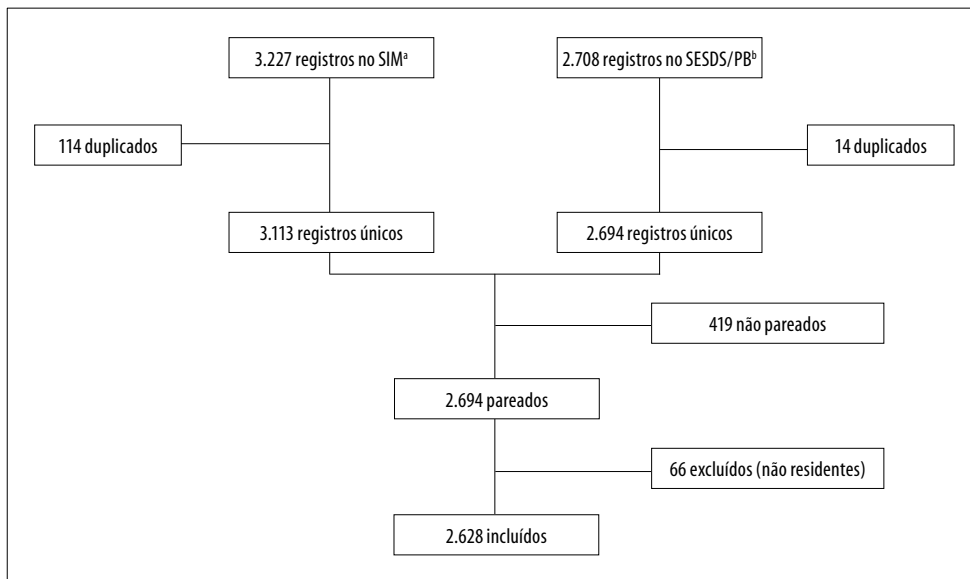 3.227 registros no SIMª
2.708 registros no SESDS/PBᵇ
114 duplicados
14 duplicados
3.113 registros únicos
2.694 registros únicos
419 não pareados
2.694 pareados
66 excluídos (não residentes)
2.628 incluídos